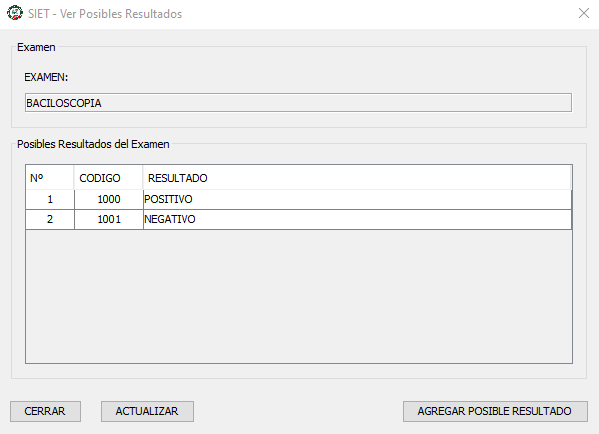 SIET - Ver Posibles Resultados
Examen
EXAMEN:
BACILOSCOPIA
Posibles Resultados del Examen
Nº CODIGO RESULTADO
1 1000 POSITIVO
2 1001 NEGATIVO
CERRAR ACTUALIZAR AGREGAR POSIBLE RESULTADO